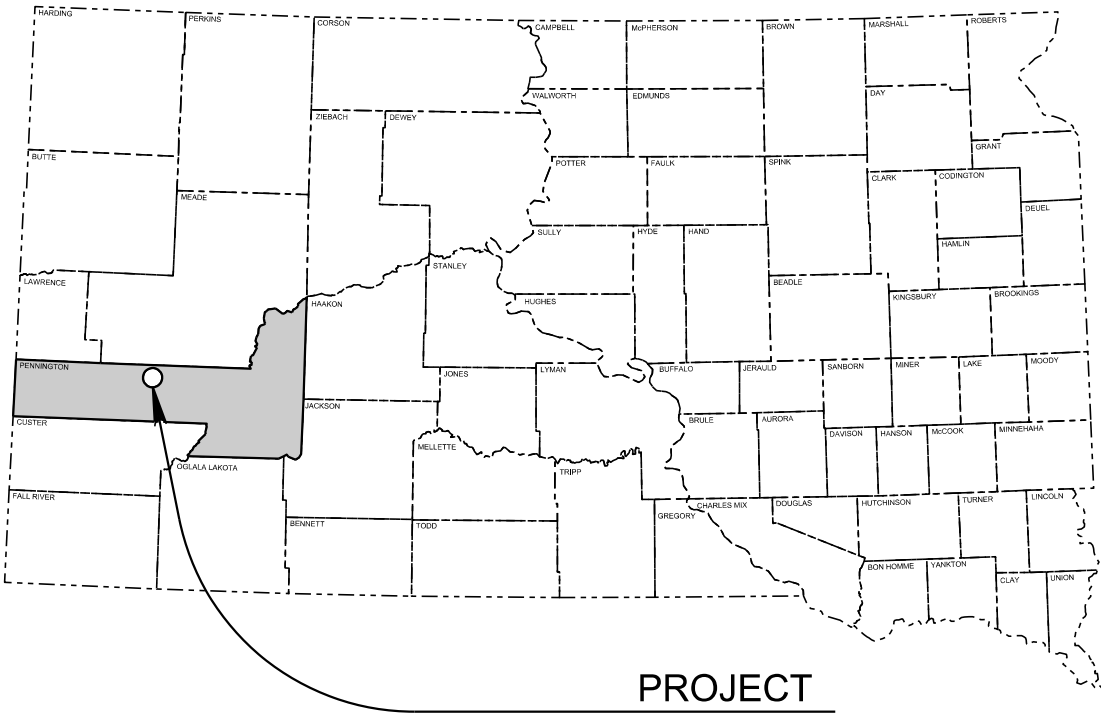 HARDING
PERKINS
CORSON
CAMPBELL
McPHERSON
BROWN
MARSHALL
ROBERTS
WALWORTH
EDMUNDS
DAY
ZIEBACH
DEWEY
GRANT
BUTTE
POTTER
FAULK
SPINK
CLARK
CODINGTON
MEADE
DEUEL
SULLY
HYDE
HAND
HAMLIN
STANLEY
LAWRENCE
BEADLE
KINGSBURY
BROOKINGS
HAAKON
HUGHES
PENNINGTON
JONES
LYMAN
BUFFALO
JERAULD
SANBORN
MINER
LAKE
MOODY
JACKSON
CUSTER
BRULE
AURORA
DAVISON
HANSON
McCOOK
MINNEHAHA
MELLETTE
OGLALA LAKOTA
TRIPP
FALL RIVER
CHARLES MIX
DOUGLAS
HUTCHINSON
TURNER
LINCOLN
GREGORY
BENNETT
TODD
BON HOMME
YANKTON
CLAY
UNION
PROJECT